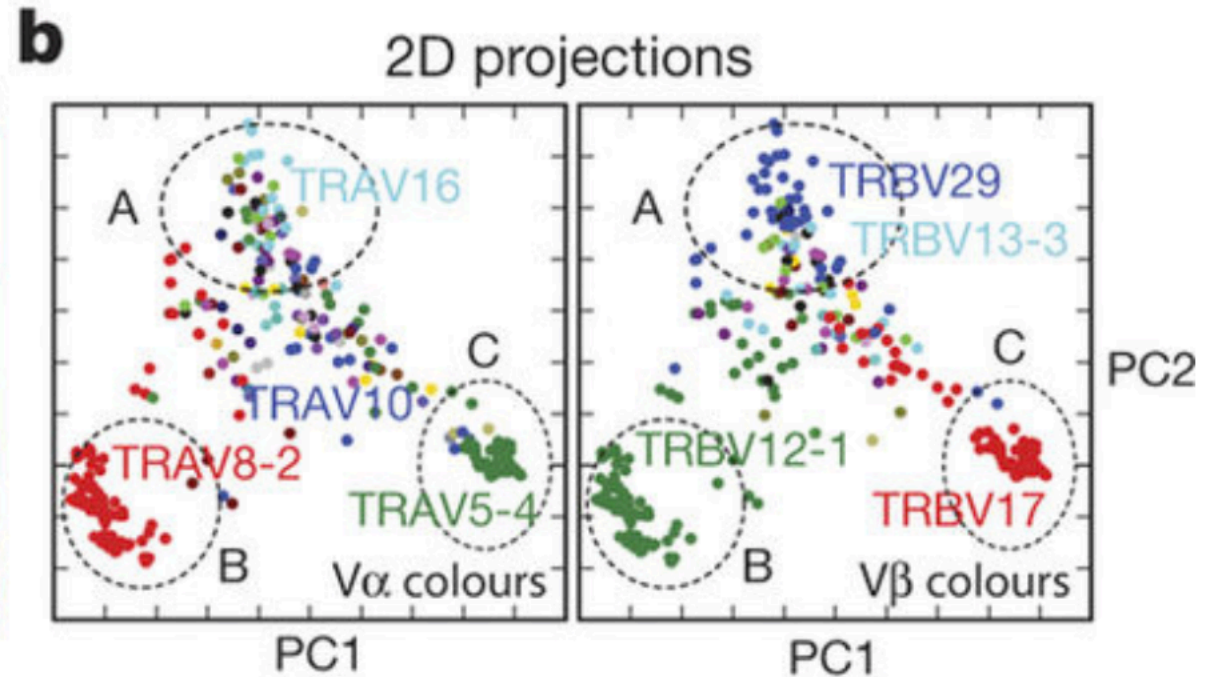 b
2D projections
A
TRAV16
C
TRAV10
TRAV8-2
TRAV5-4
B
Vα colours
PC1
A
TRBV29
TRBV13-3
C
TRBV12-1
TRBV17
B
Vβ colours
PC1
PC2